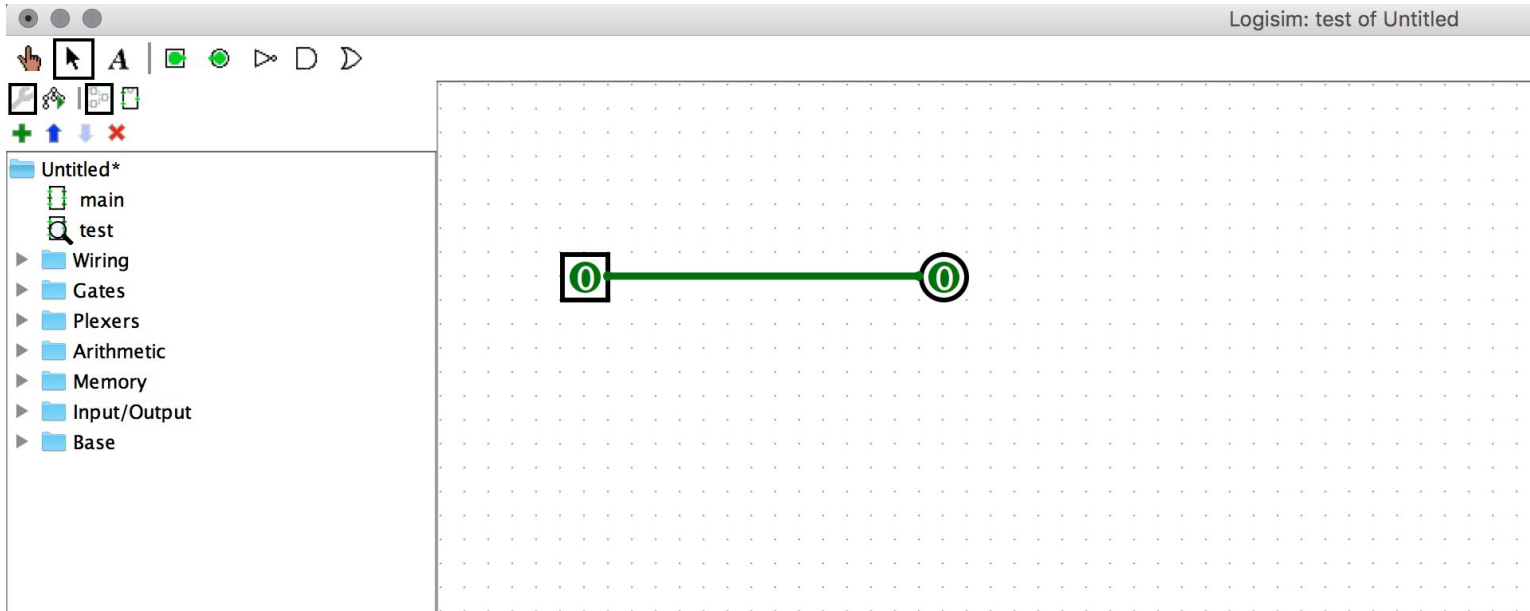 Logisim: test of Untitled
A
Untitled*
main
test
Wiring
Gates
Plexers
Arithmetic
Memory
Input/Output
Base
0 0